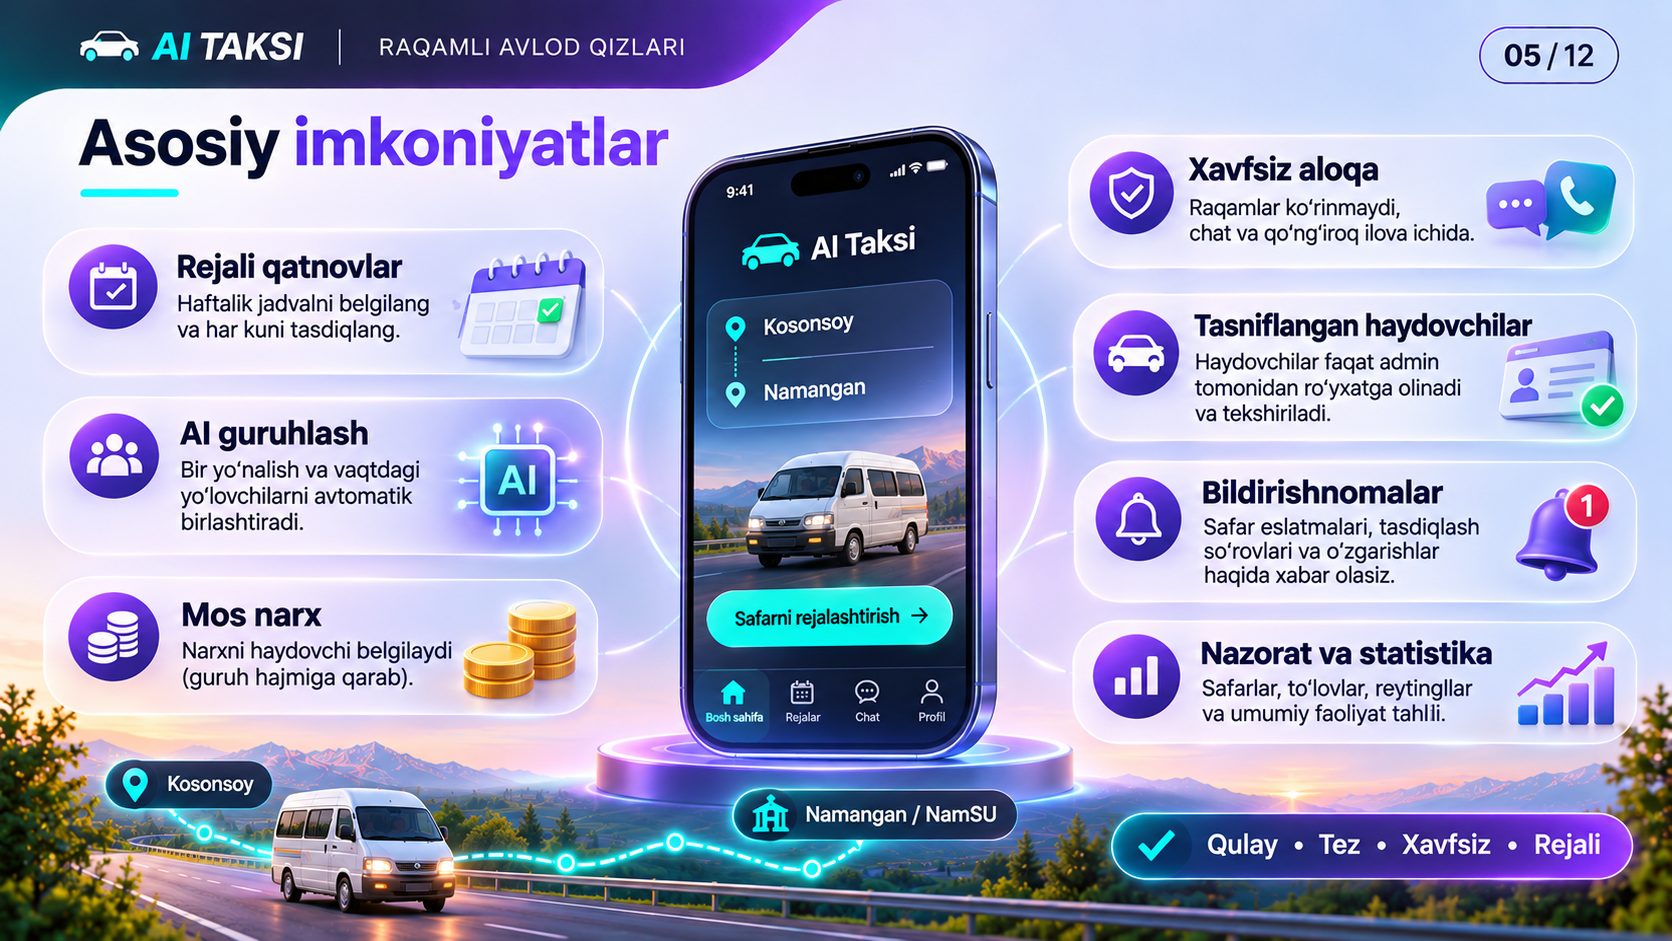 AI TAKSI
RAQAMLI AVLOD QIZLARI
05 / 12
Asosiy imkoniyatlar
Rejali qatnovlar
Haftalik jadvalni belgilang
va har kuni tasdiqlang.
AI guruhlash
Bir yo‘nalish va vaqtdagi
yo‘lovchilarni avtomatik
birlashtiradi.
AI
Mos narx
Narxni haydovchi belgilaydi
(guruh hajmiga qarab).
9:41
AI Taksi
Kosonsoy
Namangan
Safarni rejalashtirish →
Bosh sahifa
Rejalar
Chat
Profil
Xavfsiz aloqa
Raqamlar ko‘rinmaydi,
chat va qo‘ng‘iroq ilova ichida.
Tasniflangan haydovchilar
Haydovchilar faqat admin
tomonidan ro‘yxatga olinadi
va tekshiriladi.
Bildirishnomalar
Safar eslatmalari, tasdiqlash
so‘rovlari va o‘zgarishlar
haqida xabar olasiz.
1
Nazorat va statistika
Safarlar, to‘lovlar, reytingllar
va umumiy faoliyat tahlili.
Kosonsoy
Namangan / NamSU
Qulay • Tez • Xavfsiz • Rejali